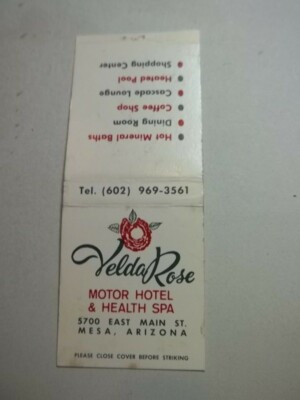 Hot Mineral Baths
Dining Room
Coffee Shop
Cascade Lounge
Heated Pool
Shopping Center
Tel. (602) 969-3561
Velda Rose
MOTOR HOTEL
& HEALTH SPA
5700 EAST MAIN ST.
MESA, ARIZONA
PLEASE CLOSE COVER BEFORE STRIKING